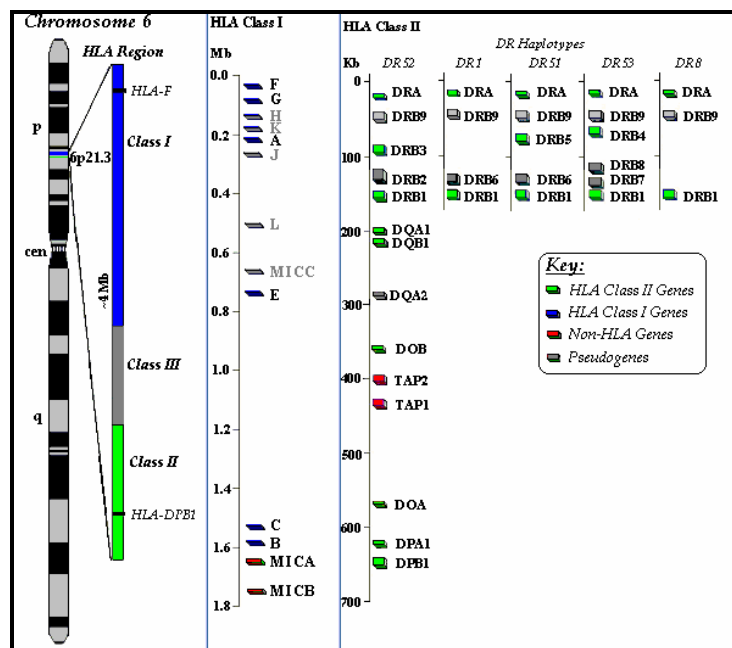 Chromosome 6
HLA Region
HLA-F
p
Class I
6p21.3
cen
~4 Mb
Class III
q
Class II
HLA-DPB1
HLA Class I
Mb
0.0
F
G
H
K
0.2
A
J
0.4
L
0.6
MICC
E
0.8
1.0
1.2
1.4
C
B
1.6
MICA
MICB
1.8
HLA Class II
DR Haplotypes
Kb
DR52
DR1
DR51
DR53
DR8
0
DRA
DRA
DRA
DRA
DRA
DRB9
DRB9
DRB9
DRB9
DRB9
DRB5
DRB4
DRB3
100
DRB8
DRB2
DRB6
DRB6
DRB7
DRB1
DRB1
DRB1
DRB1
DRB1
200
DQA1
DQB1
DQA2
300
DOB
400
TAP2
TAP1
500
DOA
600
DPA1
DPB1
700
Key:
HLA Class II Genes
HLA Class I Genes
Non-HLA Genes
Pseudogenes